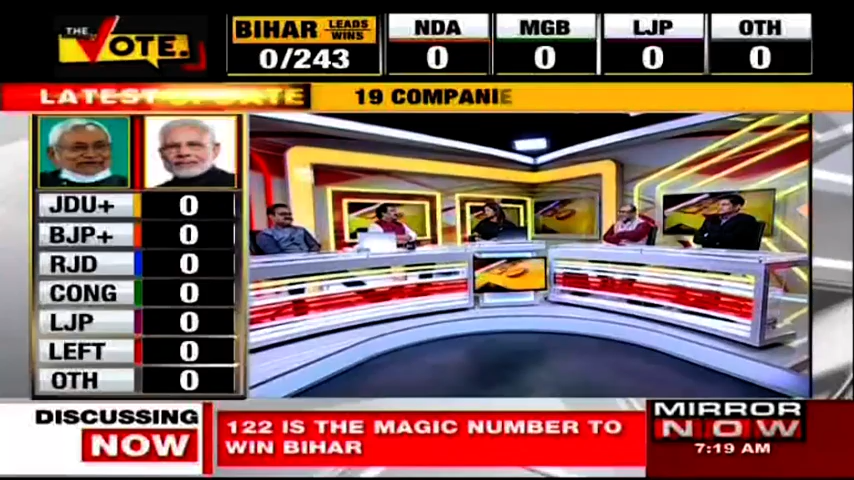 THE VOTE.
BIHAR LEADS WINS
0/243
NDA
0
MGB
0
LJP
0
OTH
0
LATEST UPDATE
19 COMPANIE
JDU+ 0
BJP+ 0
RJD 0
CONG 0
LJP 0
LEFT 0
OTH 0
DISCUSSING
NOW
122 IS THE MAGIC NUMBER TO
WIN BIHAR
MIRROR
NOW
7:19 AM